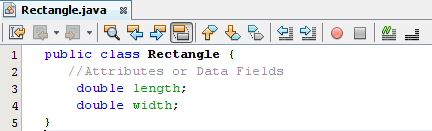 Rectangle.java
1 public class Rectangle {
2 //Attributes or Data Fields
3 double length;
4 double width;
5 }